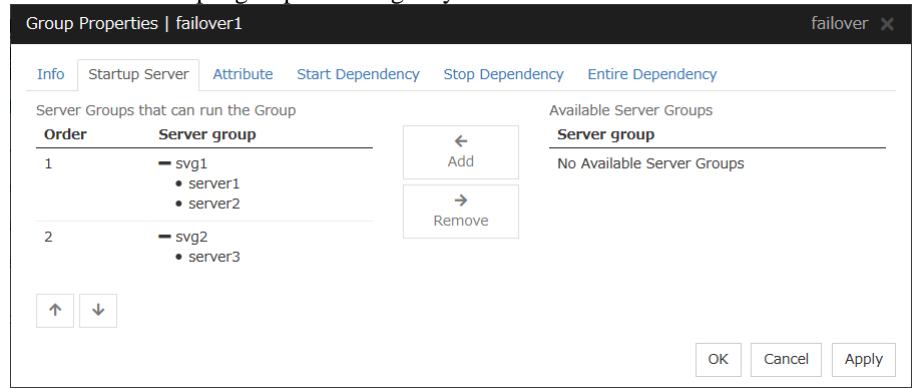 Group Properties | failover1 failover ×
Info Startup Server Attribute Start Dependency Stop Dependency Entire Dependency
Server Groups that can run the Group
Order Server group
1 svg1
• server1
• server2
2 svg2
• server3
Add
Remove
Available Server Groups
Server group
No Available Server Groups
OK Cancel Apply